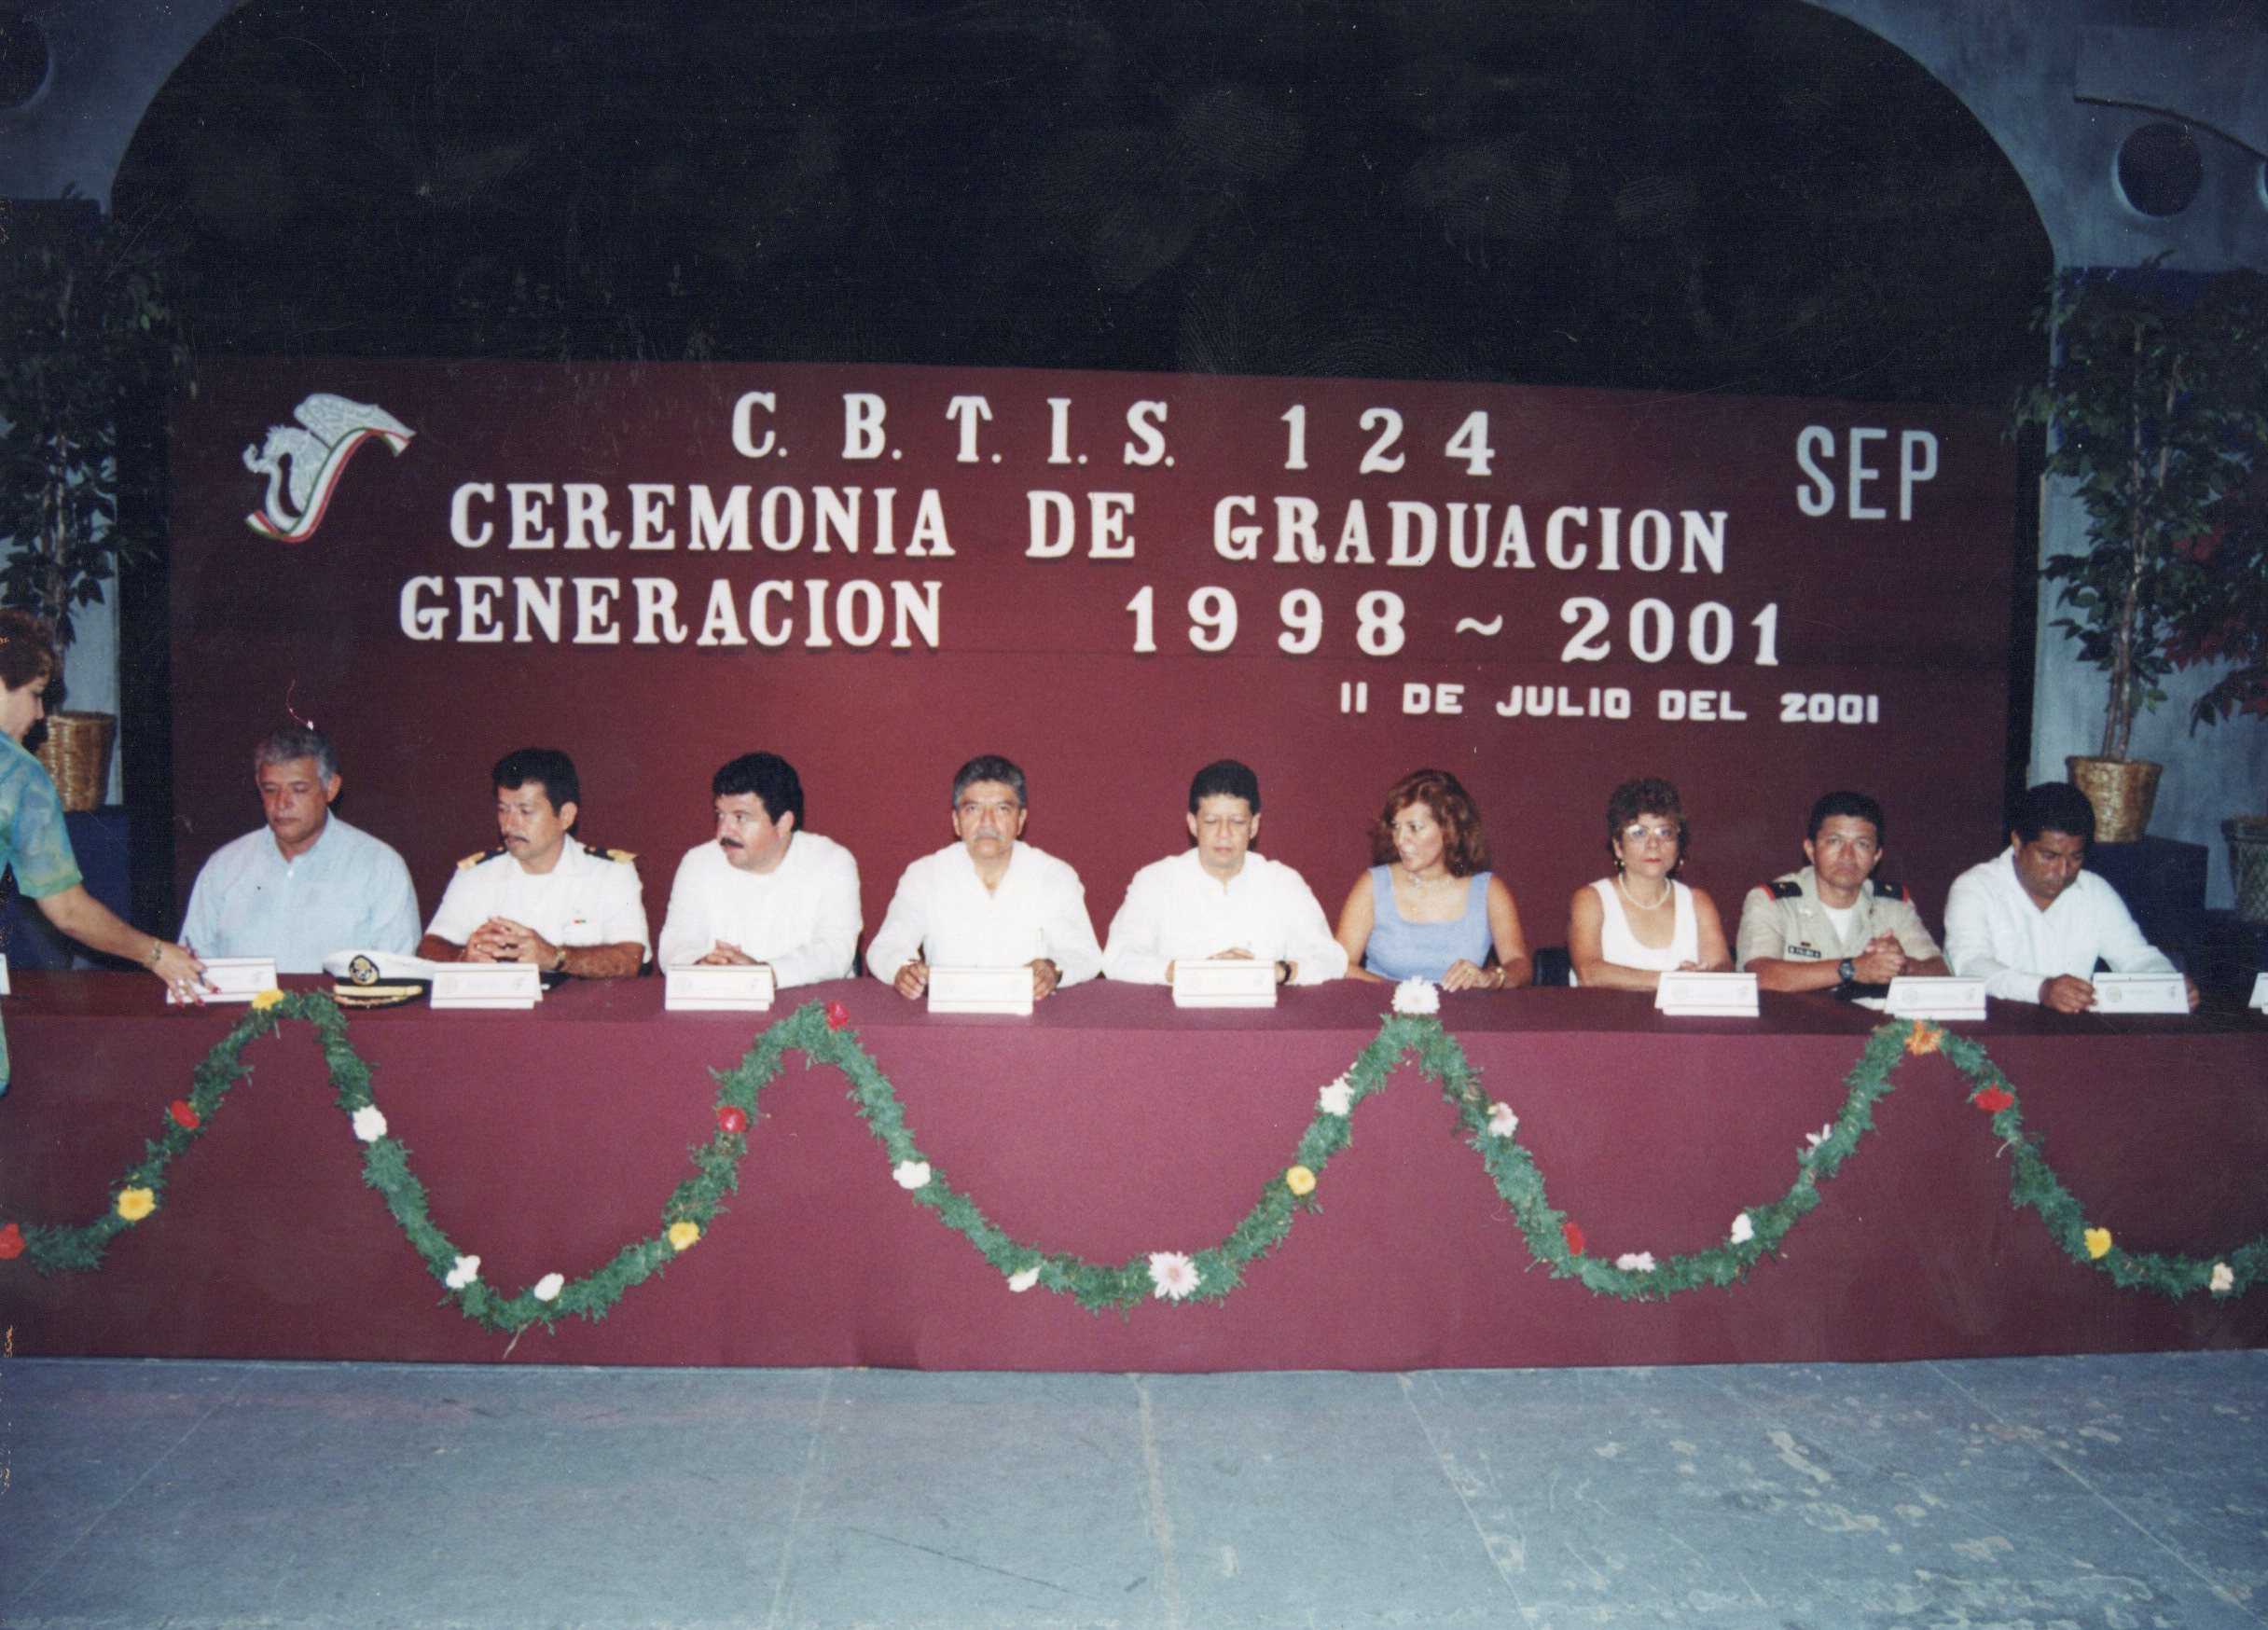 C. B. T. I. S. 124
SEP
CEREMONIA DE GRADUACION
GENERACION 1998 ~ 2001
11 DE JULIO DEL 2001